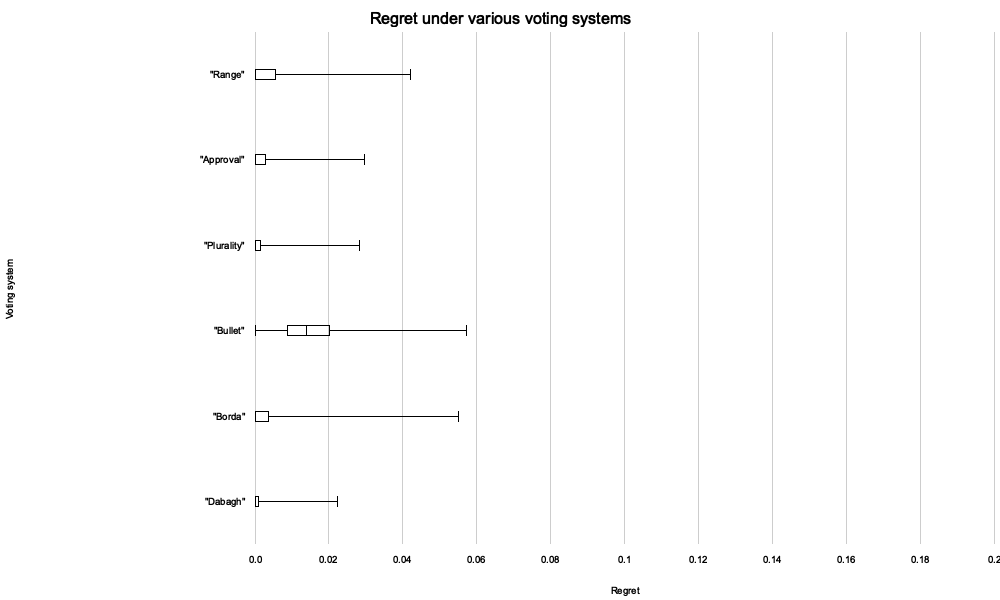 Regret under various voting systems
"Range"
"Approval"
"Plurality"
Voting system
"Bullet"
"Borda"
"Dabagh"
0.0 0.02 0.04 0.06 0.08 0.1 0.12 0.14 0.16 0.18 0.2
Regret